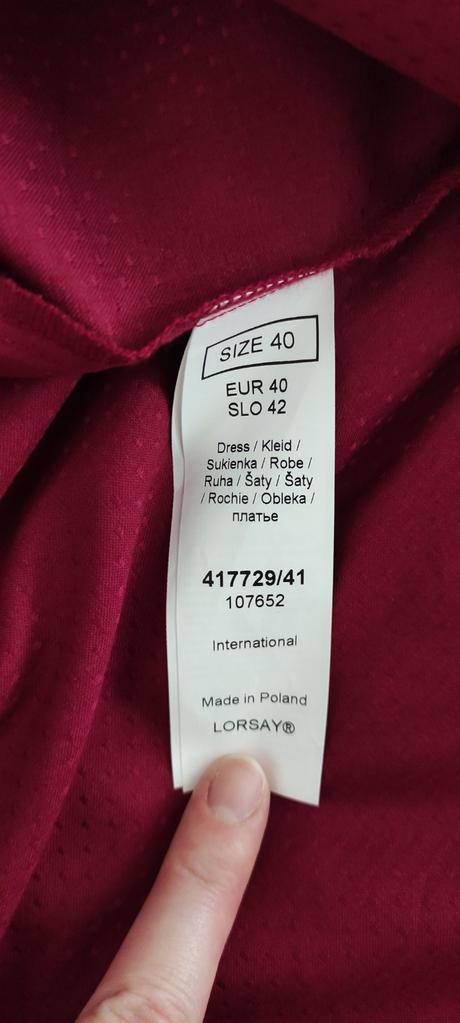 SIZE 40
EUR 40
SLO 42
Dress / Kleid /
Sukienka / Robe /
Ruha / Šaty / Šaty
/ Rochie / Obleka /
платье
417729/41
107652
International
Made in Poland
LORSAY®